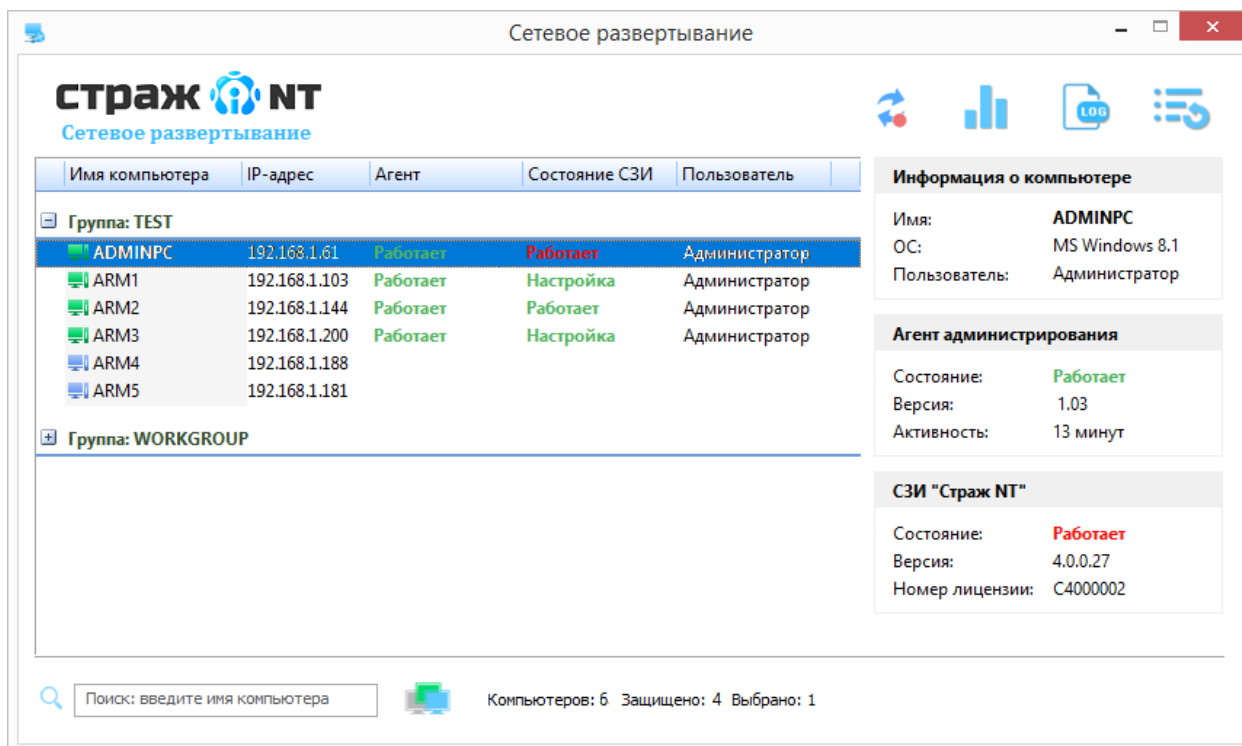 Сетевое развертывание
страж NT
Сетевое развертывание
LOG
Имя компьютера IP-адрес Агент Состояние СЗИ Пользователь
Группа: TEST
ADMINPC 192.168.1.61 Работает Работает Администратор
ARM1 192.168.1.103 Работает Настройка Администратор
ARM2 192.168.1.144 Работает Работает Администратор
ARM3 192.168.1.200 Работает Настройка Администратор
ARM4 192.168.1.188
ARM5 192.168.1.181
Группа: WORKGROUP
Информация о компьютере
Имя: ADMINPC
ОС: MS Windows 8.1
Пользователь: Администратор
Агент администрирования
Состояние: Работает
Версия: 1.03
Активность: 13 минут
СЗИ "Страж NT"
Состояние: Работает
Версия: 4.0.0.27
Номер лицензии: C4000002
Поиск: введите имя компьютера
Компьютеров: 6 Защищено: 4 Выбрано: 1